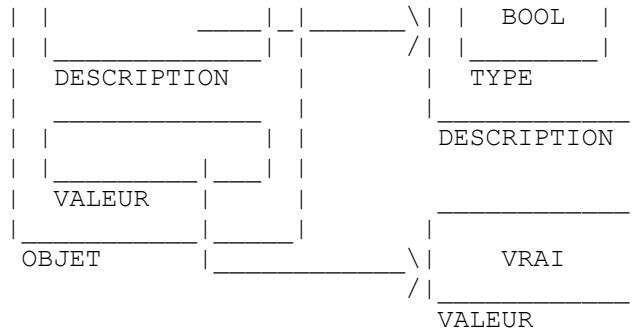 BOOL
DESCRIPTION TYPE
DESCRIPTION
VALEUR
OBJET VRAI
VALEUR